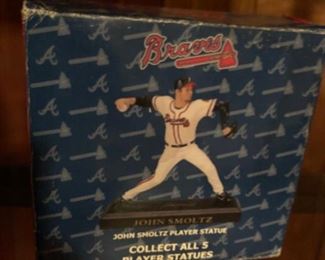 Braves
Braves
JOHN SMOLTZ
JOHN SMOLTZ PLAYER STATUE
COLLECT ALL 5
PLAYER STATUES